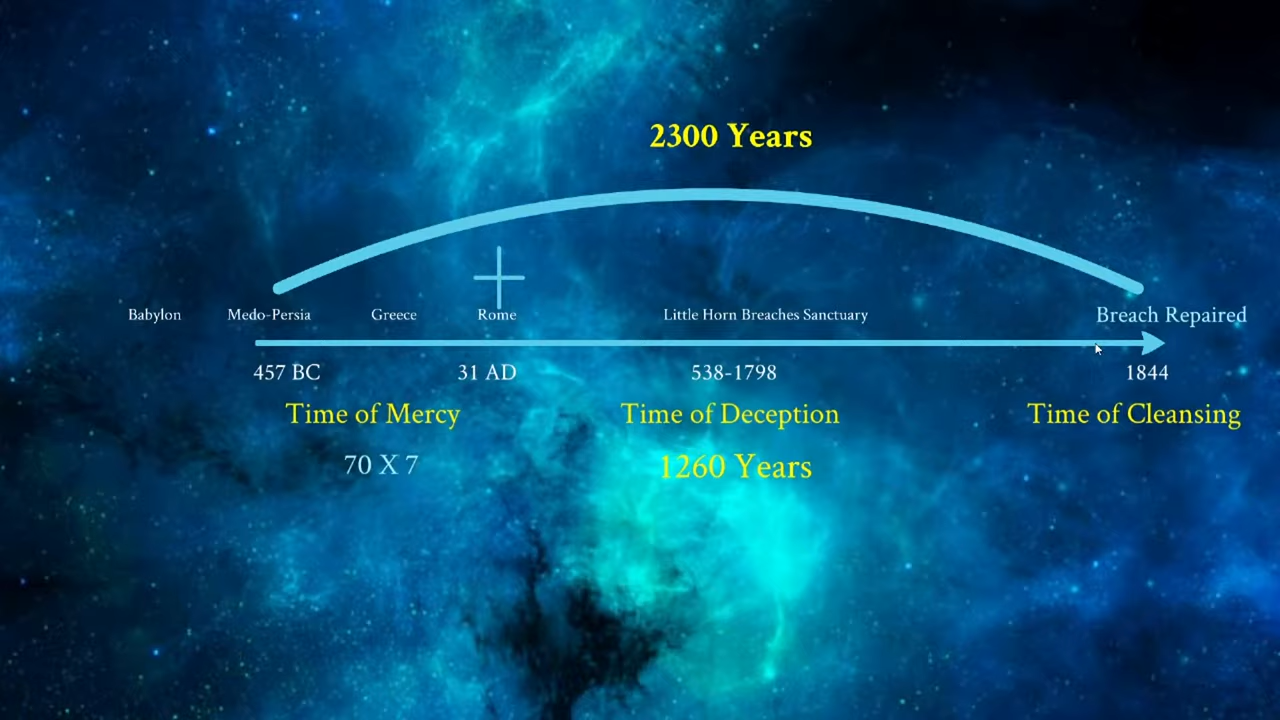 2300 Years
Babylon Medo-Persia Greece Rome Little Horn Breaches Sanctuary Breach Repaired
457 BC 31 AD 538-1798 1844
Time of Mercy Time of Deception Time of Cleansing
70 X 7 1260 Years